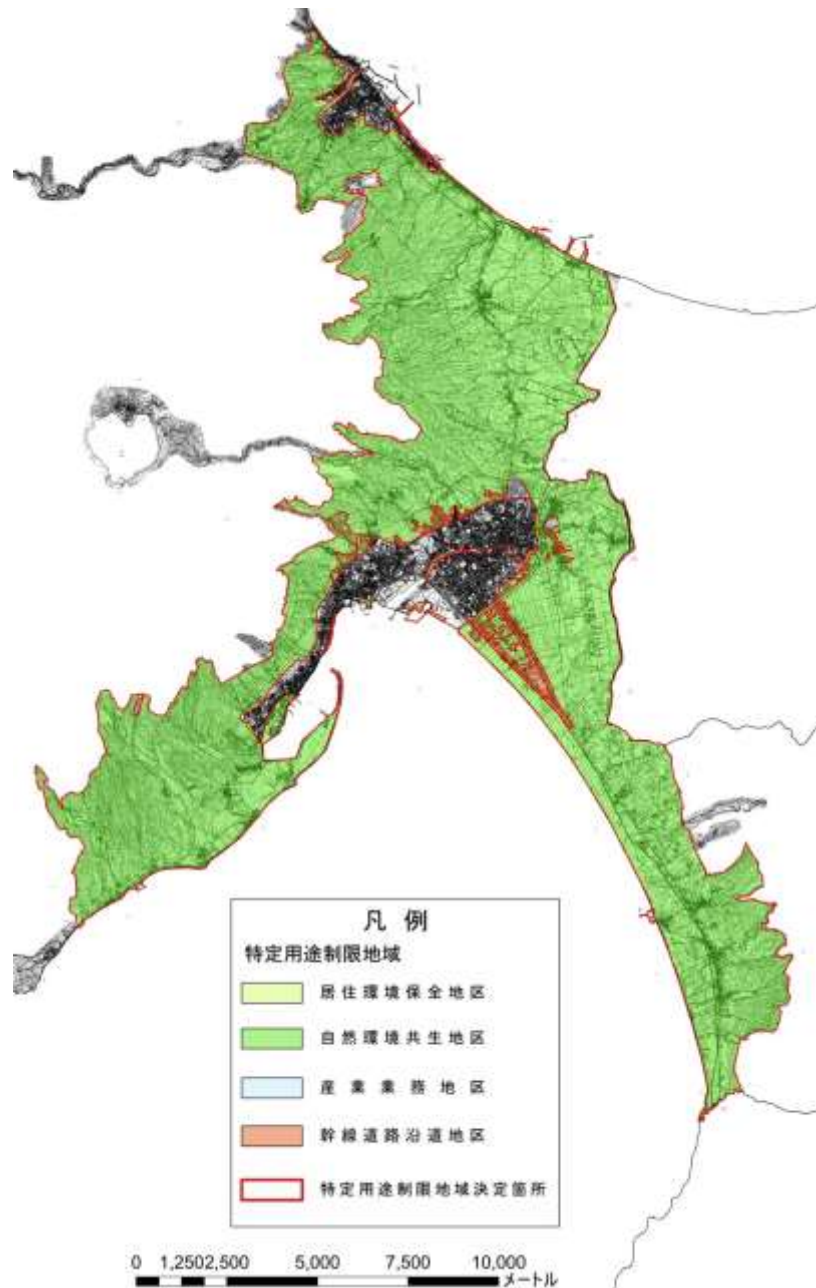 凡例
特定用途制限地域
居住環境保全地区
自然環境共生地区
産業業務地区
幹線道路沿道地区
特定用途制限地域決定箇所
0 1,250 2,500 5,000 7,500 10,000
メートル